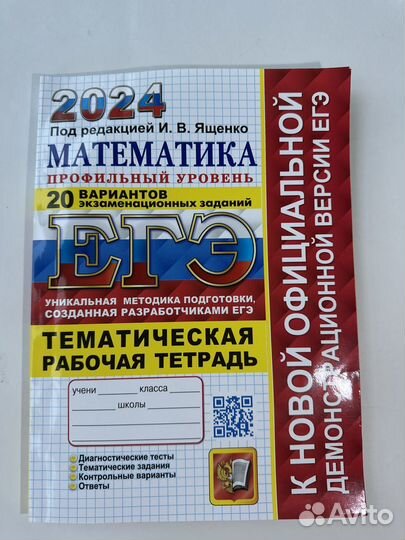 2024
Под редакцией И. В. Ященко
МАТЕМАТИКА
ПРОФИЛЬНЫЙ УРОВЕНЬ
20 ВАРИАНТОВ
экзаменационных заданий
ЕГЭ
УНИКАЛЬНАЯ МЕТОДИКА ПОДГОТОВКИ,
СОЗДАННАЯ РАЗРАБОТЧИКАМИ ЕГЭ
ТЕМАТИЧЕСКАЯ
РАБОЧАЯ ТЕТРАДЬ
учени класса
школы
Диагностические тесты
Тематические задания
Контрольные варианты
Ответы
К НОВОЙ ОФИЦИАЛЬНОЙ
ДЕМОНСТРАЦИОННОЙ ВЕРСИИ ЕГЭ
Avito